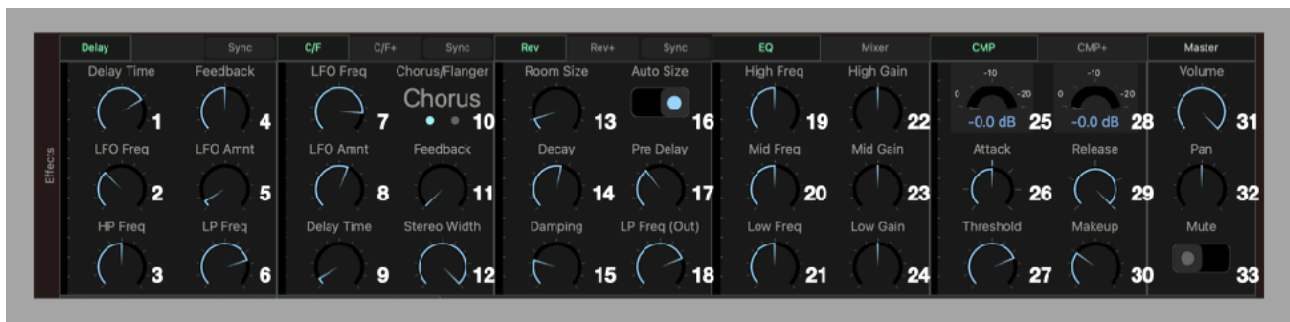 Effects
Delay Sync C/F C/F+ Sync Rev Rev+ Sync EQ Mixer CMP CMP+ Master
Delay Time Feedback LFO Freq Chorus/Flanger Room Size Auto Size High Freq High Gain -10 -10 Volume
Chorus 0 -20 0 -20
1 4 7 10 13 16 19 22 -0.0 dB 25 -0.0 dB 28 31
LFO Freq LFO Amnt LFO Amnt Feedback Decay Pre Delay Mid Freq Mid Gain Attack Release Pan
2 5 8 11 14 17 20 23 26 29 32
HP Freq LP Freq Delay Time Stereo Width Damping LP Freq (Out) Low Freq Low Gain Threshold Makeup Mute
3 6 9 12 15 18 21 24 27 30 33